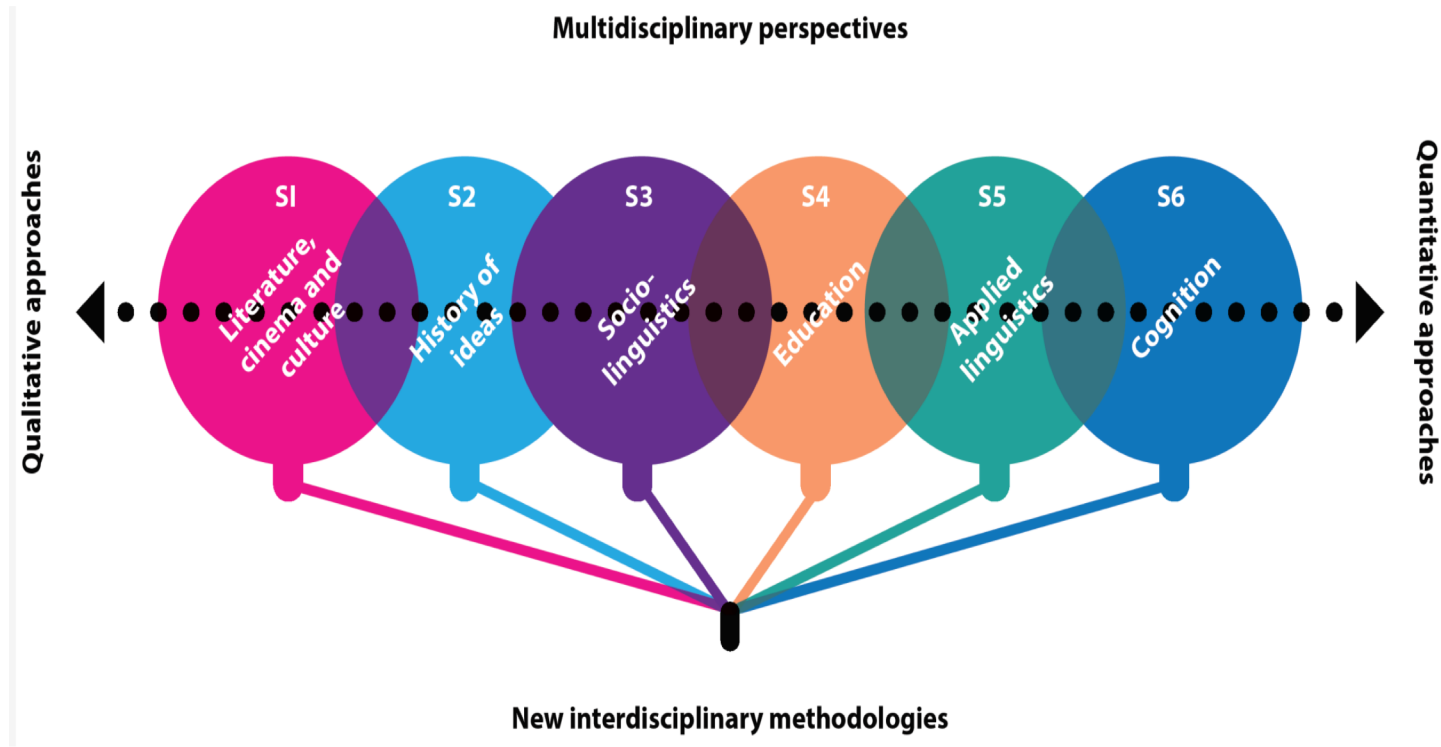 Multidisciplinary perspectives
Qualitative approaches
Quantitative approaches
S1
Literature,
cinema and
culture
S2
History of
ideas
S3
Socio-
linguistics
S4
Education
S5
Applied
linguistics
S6
Cognition
New interdisciplinary methodologies